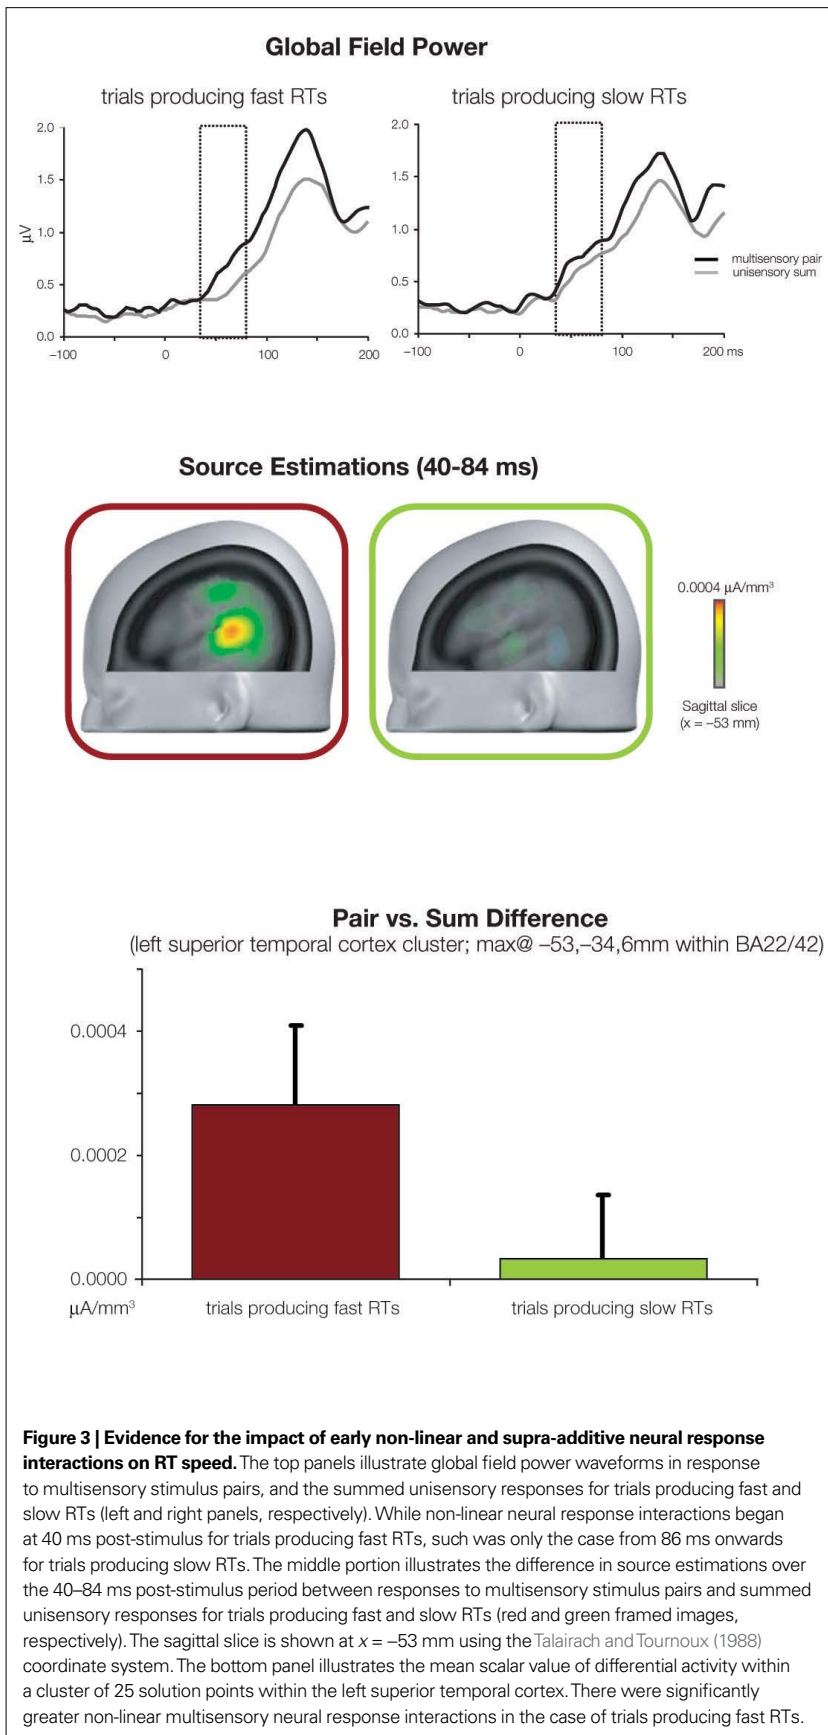 Global Field Power
trials producing fast RTs
trials producing slow RTs
2.0
1.5
1.0
0.5
0.0
μV
–100
0
100
200
2.0
1.5
1.0
0.5
0.0
–100
0
100
200 ms
multisensory pair
unisensory sum
Source Estimations (40-84 ms)
0.0004 μA/mm³
Sagittal slice
(x = –53 mm)
Pair vs. Sum Difference
(left superior temporal cortex cluster; max@ –53,–34,6mm within BA22/42)
0.0004
0.0002
0.0000
μA/mm³
trials producing fast RTs
trials producing slow RTs
Figure 3 | Evidence for the impact of early non-linear and supra-additive neural response
interactions on RT speed. The top panels illustrate global field power waveforms in response
to multisensory stimulus pairs, and the summed unisensory responses for trials producing fast and
slow RTs (left and right panels, respectively). While non-linear neural response interactions began
at 40 ms post-stimulus for trials producing fast RTs, such was only the case from 86 ms onwards
for trials producing slow RTs. The middle portion illustrates the difference in source estimations over
the 40–84 ms post-stimulus period between responses to multisensory stimulus pairs and summed
unisensory responses for trials producing fast and slow RTs (red and green framed images,
respectively). The sagittal slice is shown at x = –53 mm using the Talairach and Tournoux (1988)
coordinate system. The bottom panel illustrates the mean scalar value of differential activity within
a cluster of 25 solution points within the left superior temporal cortex. There were significantly
greater non-linear multisensory neural response interactions in the case of trials producing fast RTs.